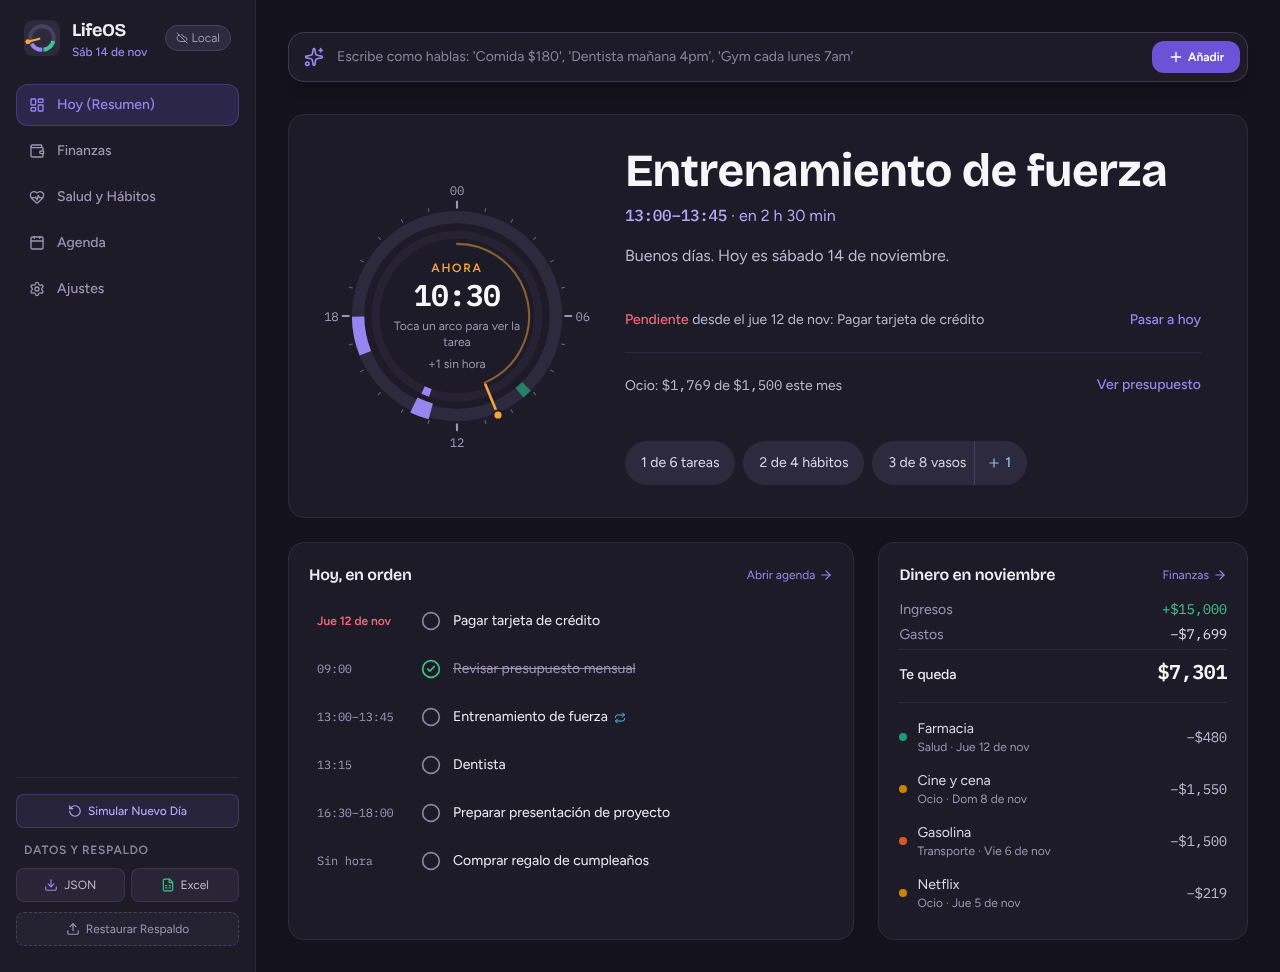 LifeOS
Sáb 14 de nov
Local
Hoy (Resumen)
Finanzas
Salud y Hábitos
Agenda
Ajustes
Simular Nuevo Día
DATOS Y RESPALDO
JSON
Excel
Restaurar Respaldo
Escribe como hablas: 'Comida $180', 'Dentista mañana 4pm', 'Gym cada lunes 7am'
+ Añadir
00
06
12
18
AHORA
10:30
Toca un arco para ver la
tarea
+1 sin hora
Entrenamiento de fuerza
13:00–13:45 · en 2 h 30 min
Buenos días. Hoy es sábado 14 de noviembre.
Pendiente desde el jue 12 de nov: Pagar tarjeta de crédito
Pasar a hoy
Ocio: $1,769 de $1,500 este mes
Ver presupuesto
1 de 6 tareas
2 de 4 hábitos
3 de 8 vasos
+ 1
Hoy, en orden
Abrir agenda →
Jue 12 de nov Pagar tarjeta de crédito
09:00 Revisar presupuesto mensual
13:00–13:45 Entrenamiento de fuerza
13:15 Dentista
16:30–18:00 Preparar presentación de proyecto
Sin hora Comprar regalo de cumpleaños
Dinero en noviembre
Finanzas →
Ingresos +$15,000
Gastos −$7,699
Te queda $7,301
Farmacia
Salud · Jue 12 de nov
−$480
Cine y cena
Ocio · Dom 8 de nov
−$1,550
Gasolina
Transporte · Vie 6 de nov
−$1,500
Netflix
Ocio · Jue 5 de nov
−$219